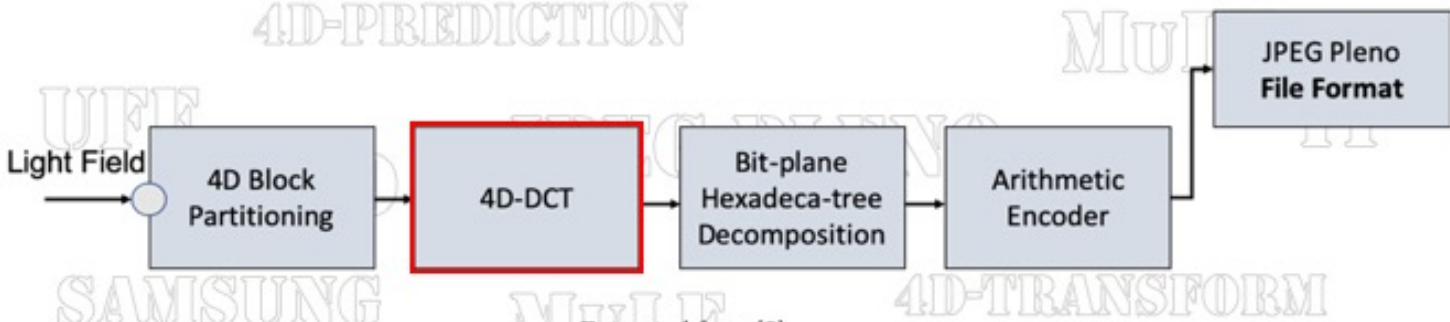 4D-PREDICTION
JPEG Pleno
File Format
UFF
Light Field
4D Block
Partitioning
4D-DCT
Bit-plane
Hexadeca-tree
Decomposition
Arithmetic
Encoder
SAMSUNG
4D-TRANSFORM